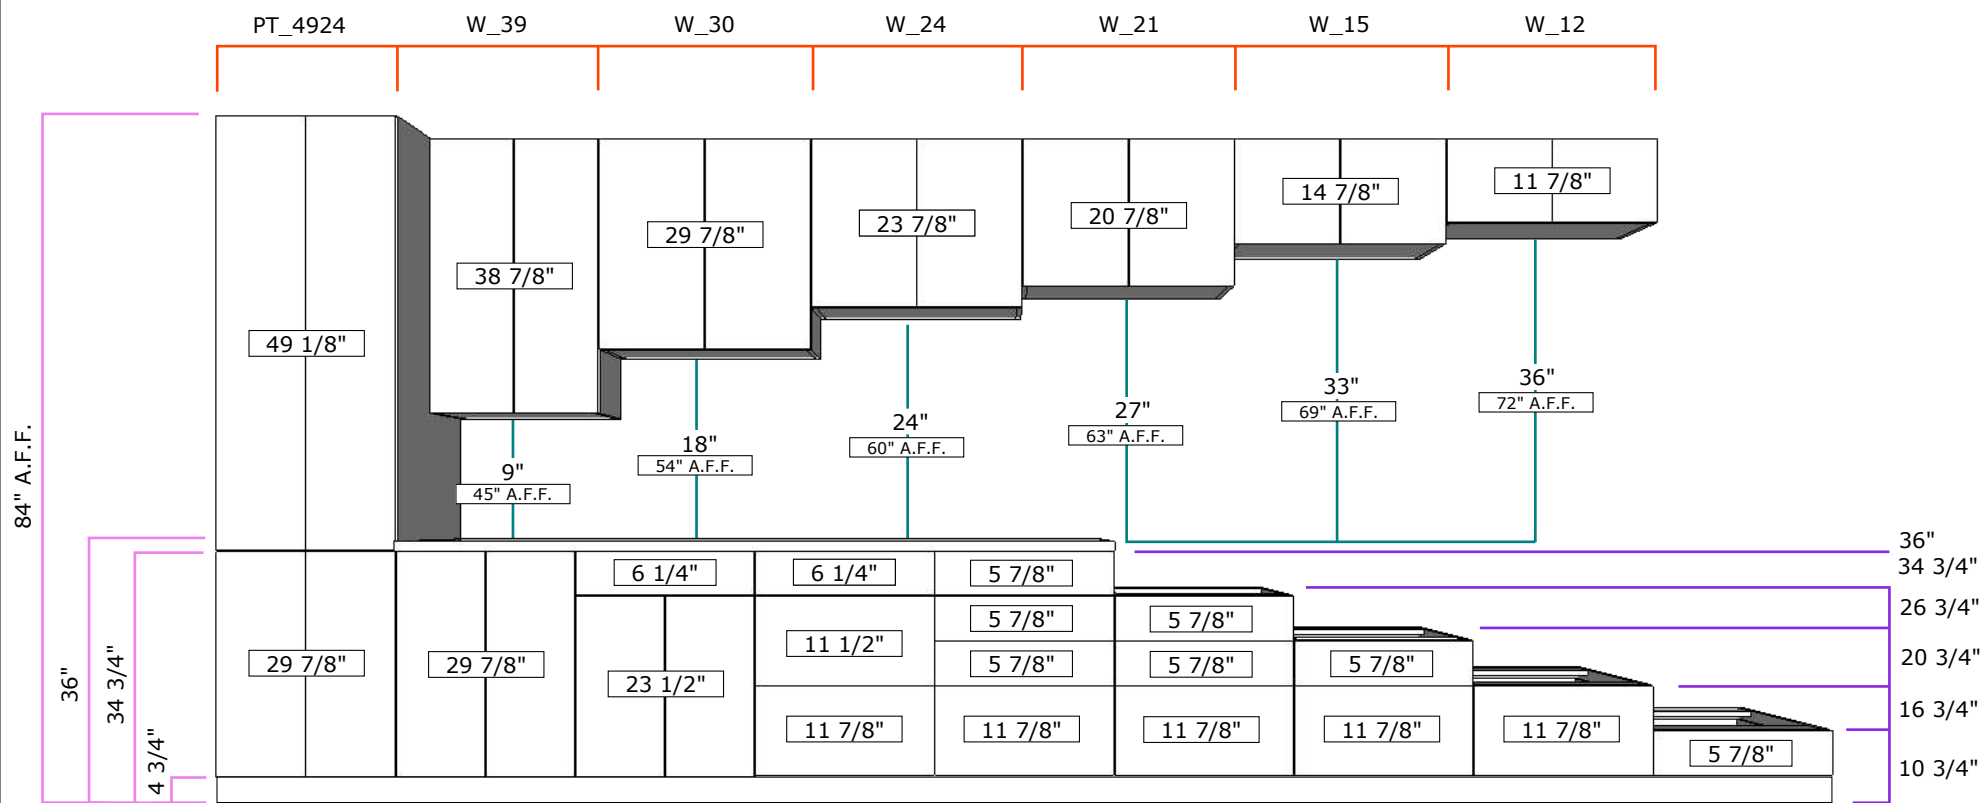 PT_4924 W_39 W_30 W_24 W_21 W_15 W_12
11 7/8"
14 7/8"
20 7/8"
23 7/8"
29 7/8"
38 7/8"
49 1/8"
36"
72" A.F.F.
33"
69" A.F.F.
27"
63" A.F.F.
24"
60" A.F.F.
18"
54" A.F.F.
9"
45" A.F.F.
84" A.F.F.
36"
34 3/4"
4 3/4"
6 1/4" 6 1/4" 5 7/8"
5 7/8" 5 7/8"
11 1/2"
29 7/8" 29 7/8" 5 7/8" 5 7/8" 5 7/8"
23 1/2"
11 7/8" 11 7/8" 11 7/8" 11 7/8" 11 7/8"
5 7/8"
36"
34 3/4"
26 3/4"
20 3/4"
16 3/4"
10 3/4"